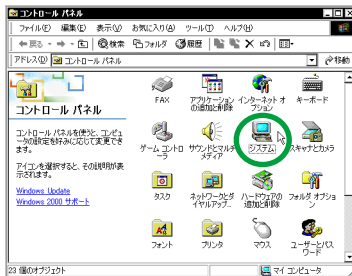 コントロール パネル
ファイル(F) 編集(E) 表示(V) お気に入り(A) ツール(T) ヘルプ(H)
戻る 検索 フォルダ 履歴
アドレス(D) コントロール パネル 移動
コントロール パネル
コントロール パネルを使うと、コンピュ
ータの設定を好みに応じて変更でき
ます。
アイコンを選択すると、その説明が表
示されます。
Windows Update
Windows 2000 サポート
FAX
アプリケーション
の追加と削除
インターネット オ
プション
キーボード
ゲーム コントロ
ーラ
サウンドとマルチ
メディア
システム
スキャナとカメラ
タスク
ネットワークとダ
イヤルアップ...
ハードウェアの
追加と削除
フォルダ オプショ
ン
フォント
プリンタ
マウス
ユーザーとパス
ワード
23 個のオブジェクト
マイ コンピュータ